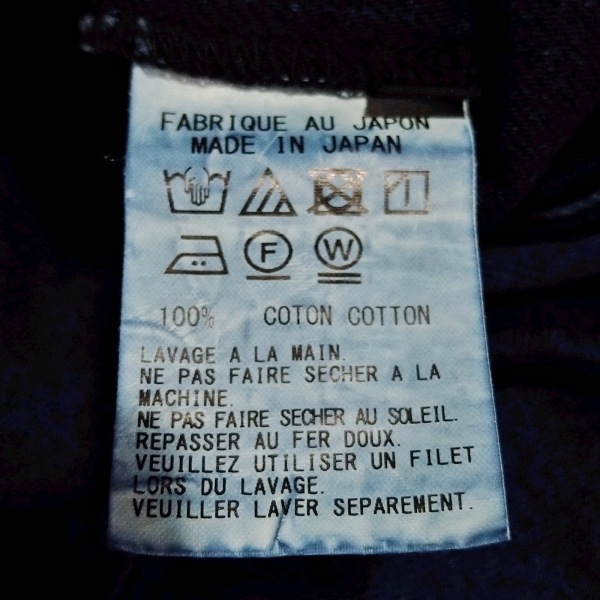 FABRIQUE AU JAPON
MADE IN JAPAN
F W
100% COTON COTTON
LAVAGE A LA MAIN.
NE PAS FAIRE SECHER A LA
MACHINE.
NE PAS FAIRE SECHER AU SOLEIL.
REPASSER AU FER DOUX.
VEUILLEZ UTILISER UN FILET
LORS DU LAVAGE.
VEUILLER LAVER SEPAREMENT.